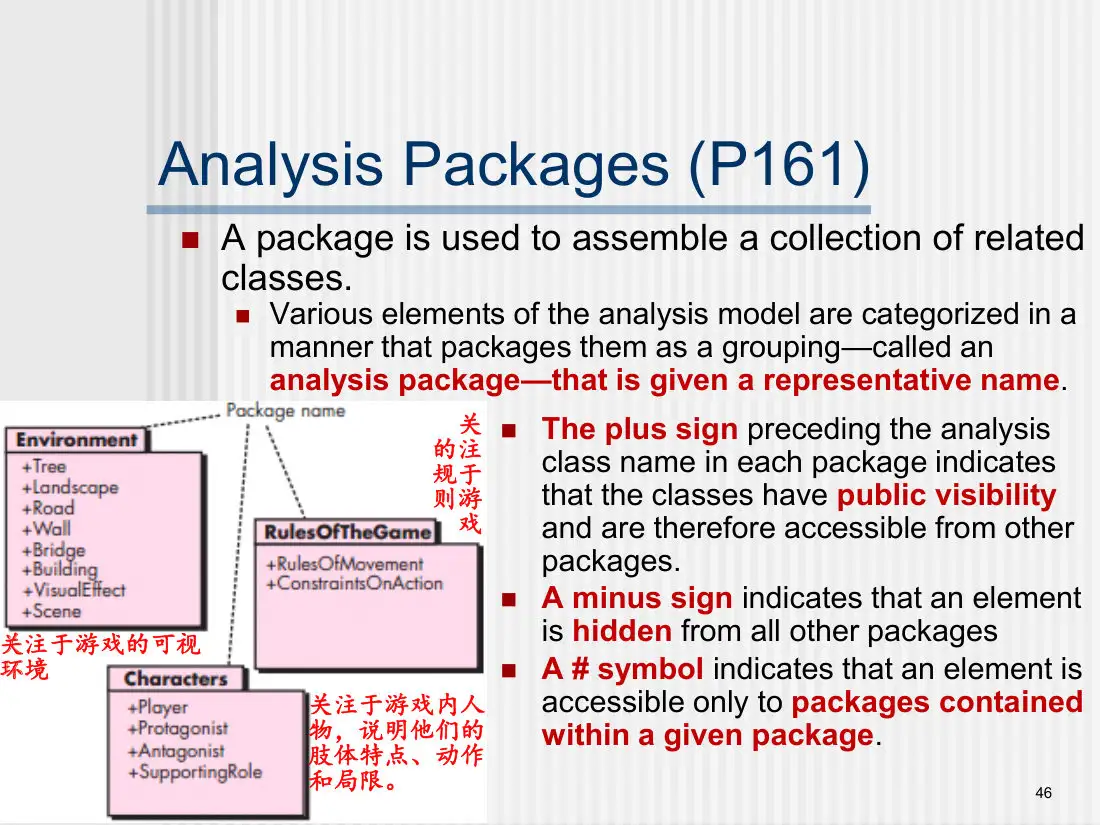 Analysis Packages (P161)
A package is used to assemble a collection of related
classes.
Various elements of the analysis model are categorized in a
manner that packages them as a grouping—called an
analysis package—that is given a representative name.
Package name
Environment
+Tree
+Landscape
+Road
+Wall
+Bridge
+Building
+VisualEffect
+Scene
关注于游戏的可视
环境
关
的注
规于
则游
戏
RulesOfTheGame
+RulesOfMovement
+ConstraintsOnAction
Characters
+Player
+Protagonist
+Antagonist
+SupportingRole
关注于游戏内人
物，说明他们的
肢体特点、动作
和局限。
The plus sign preceding the analysis
class name in each package indicates
that the classes have public visibility
and are therefore accessible from other
packages.
A minus sign indicates that an element
is hidden from all other packages
A # symbol indicates that an element is
accessible only to packages contained
within a given package.
46